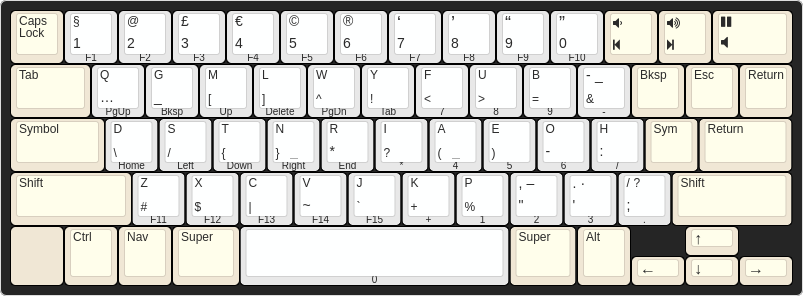 Caps Lock § @ £ € © ® ‘ ’ “ ”
1 2 3 4 5 6 7 8 9 0
F1 F2 F3 F4 F5 F6 F7 F8 F9 F10
Tab Q G M L W Y F U B - _ Bksp Esc Return
… _ [ ] ^ ! < > = &
PgUp Bksp Up Delete PgDn Tab 7 8 9 -
Symbol D S T N R I A E O H Sym Return
\ / { } _ * ? ( _ ) - :
Home Left Down Right End * 4 5 6 /
Shift Z X C V J K P , – . · / ? Shift
# $ | ~ ` + % " ' ;
F11 F12 F13 F14 F15 + 1 2 3 .
Ctrl Nav Super Super Alt ↑
← ↓ →
0